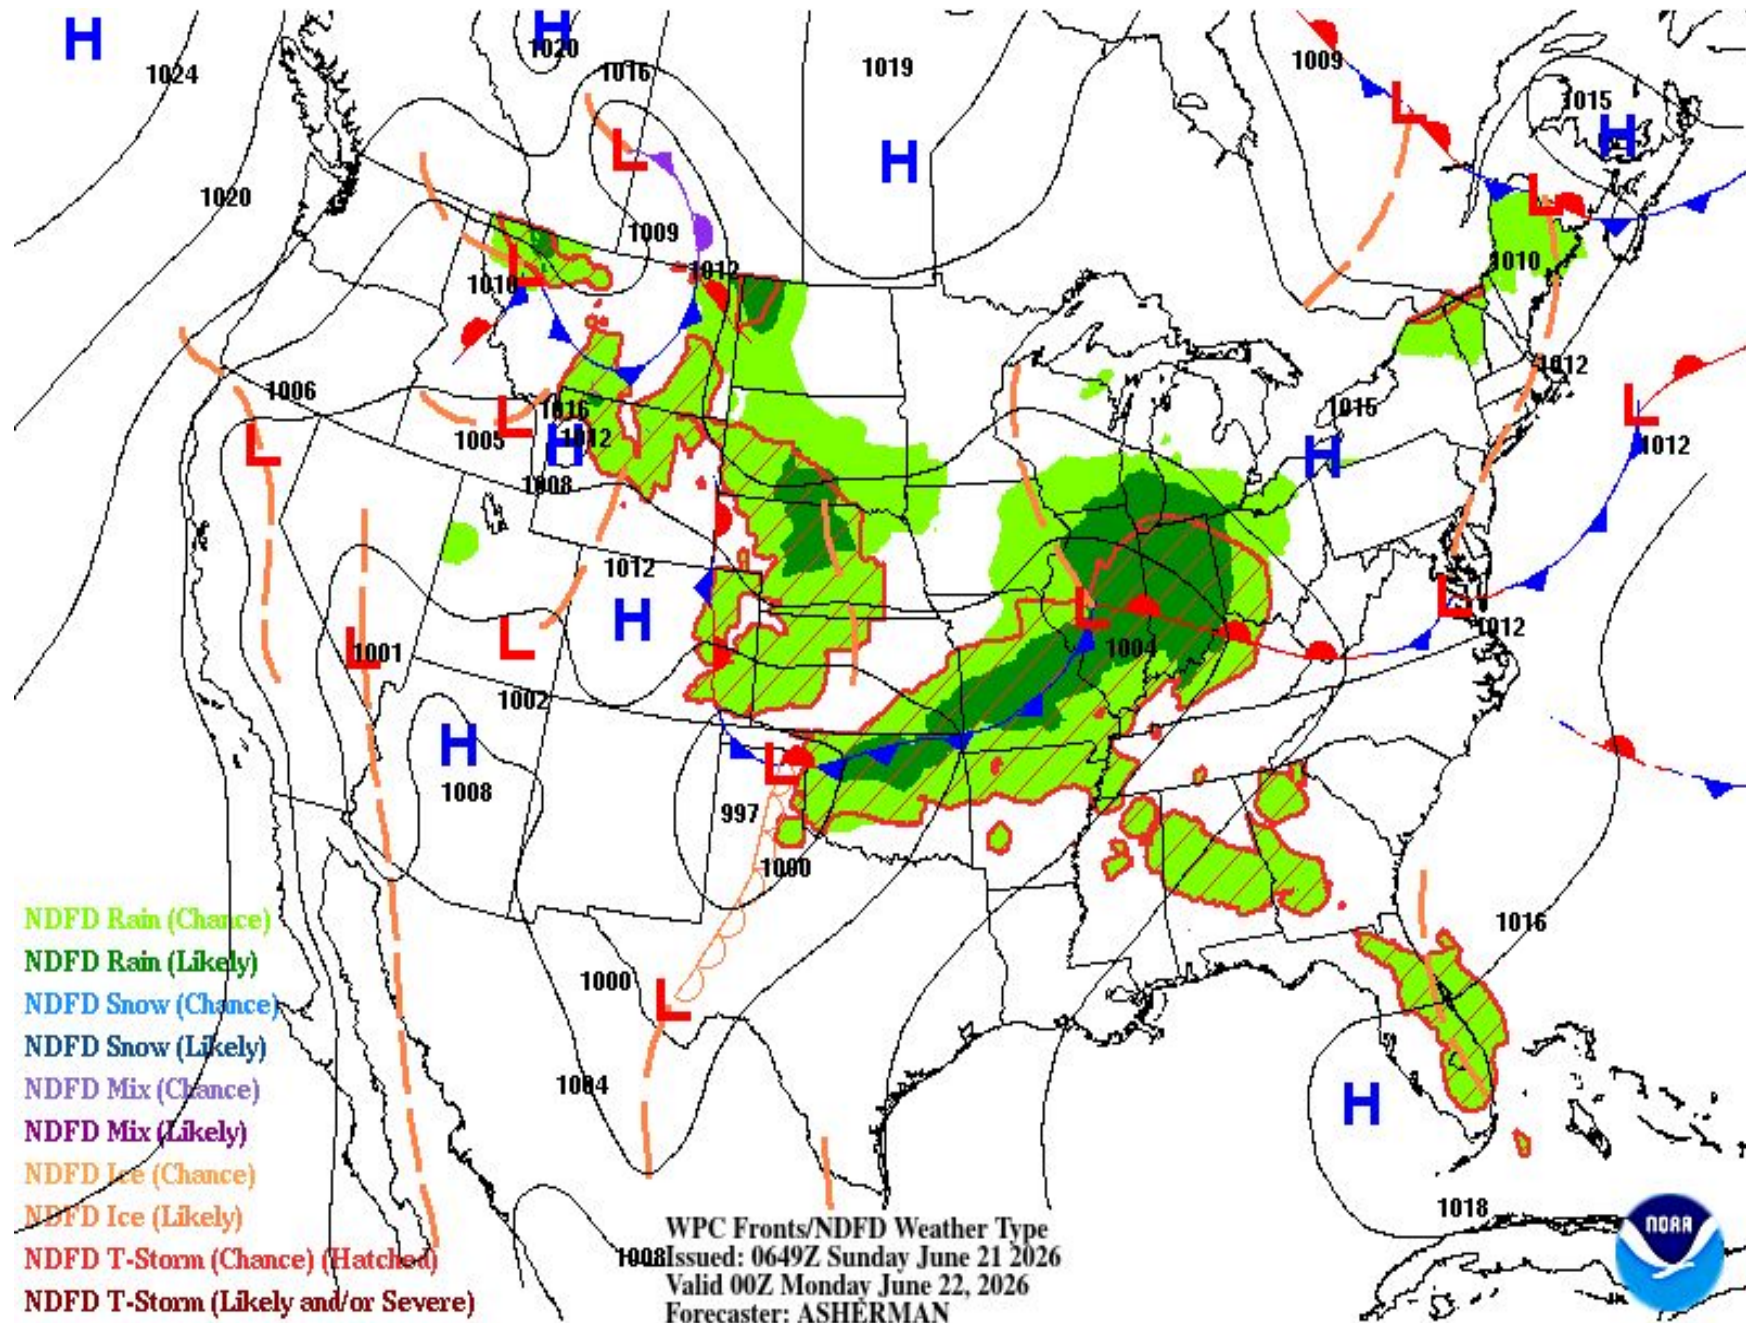 H
H
1020
1024
1016
1019
1009
L
1015
H
L
H
1020
L
1009
1012
1010
L
1010
1006
1012
L
1015
1016
L
1005
1012
H
L
H
1012
1008
1012
H
L
L
1012
L
1001
L
1004
1002
H
1008
L
997
1000
NDFD Rain (Chance)
1016
NDFD Rain (Likely)
1000
L
NDFD Snow (Chance)
NDFD Snow (Likely)
1004
NDFD Mix (Chance)
H
NDFD Mix (Likely)
NDFD Ice (Chance)
NDFD Ice (Likely)
1018
NOAA
WPC Fronts/NDFD Weather Type
1008
Issued: 0649Z Sunday June 21 2026
NDFD T-Storm (Chance) (Hatched)
Valid 00Z Monday June 22, 2026
NDFD T-Storm (Likely and/or Severe)
Forecaster: ASHERMAN